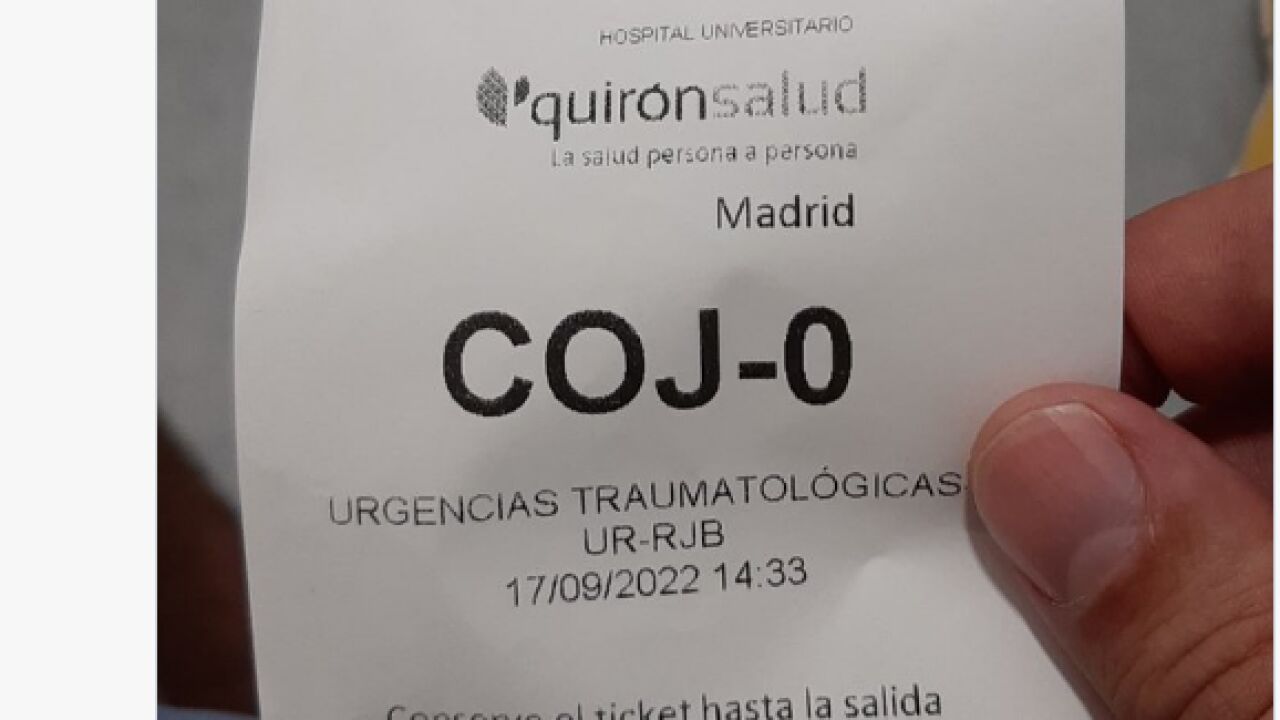 HOSPITAL UNIVERSITARIO
quirónsalud
La salud persona a persona
Madrid
COJ-0
URGENCIAS TRAUMATOLÓGICAS
UR-RJB
17/09/2022 14:33
Conserve el ticket hasta la salida